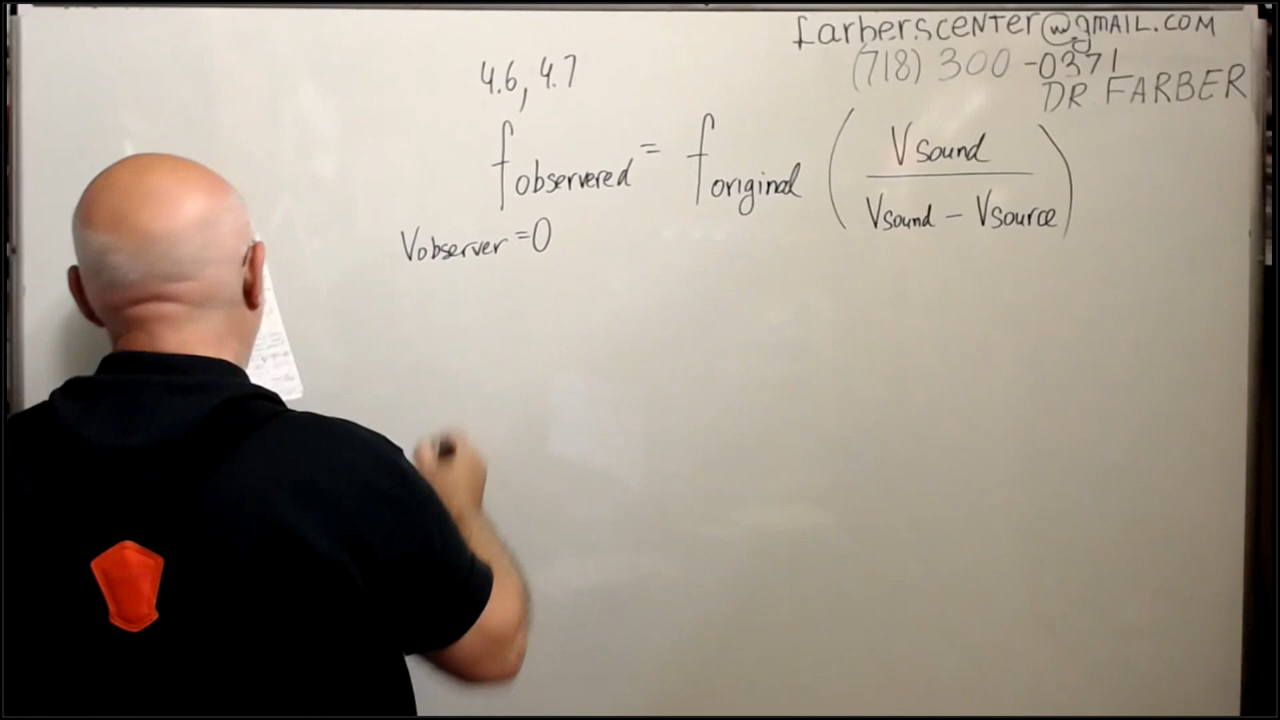 farberscenter@gmail.com
(718) 300-0371
DR FARBER
4.6, 4.7
fobservered = foriginal (Vsound / Vsound - Vsource)
Vobserver = 0